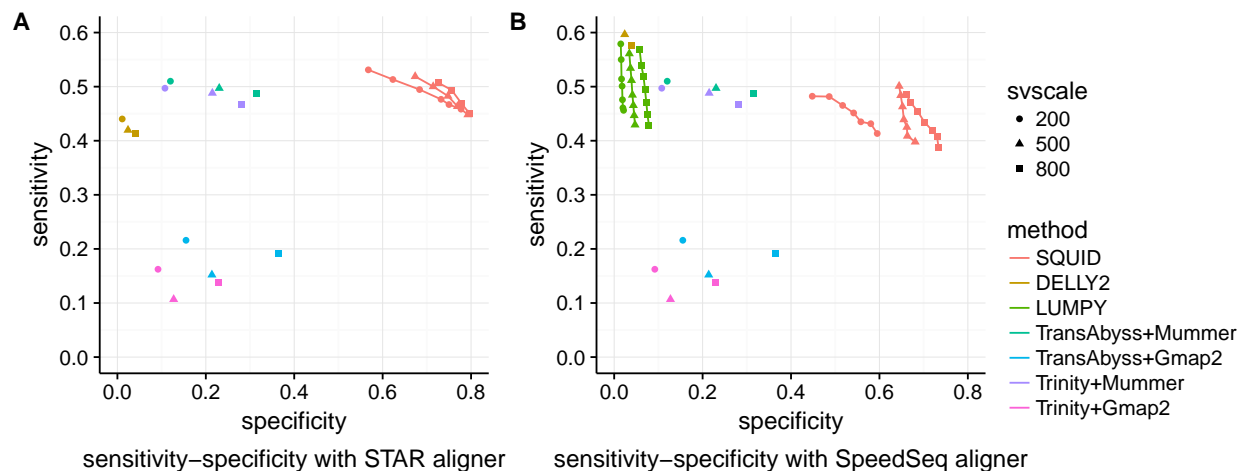 A
0.6
0.5
0.4
0.3
0.2
0.1
0.0
sensitivity
0.0 0.2 0.4 0.6 0.8
specificity
sensitivity−specificity with STAR aligner
B
0.6
0.5
0.4
0.3
0.2
0.1
0.0
sensitivity
0.0 0.2 0.4 0.6 0.8
specificity
sensitivity−specificity with SpeedSeq aligner
svscale
200
500
800
method
SQUID
DELLY2
LUMPY
TransAbyss+Mummer
TransAbyss+Gmap2
Trinity+Mummer
Trinity+Gmap2